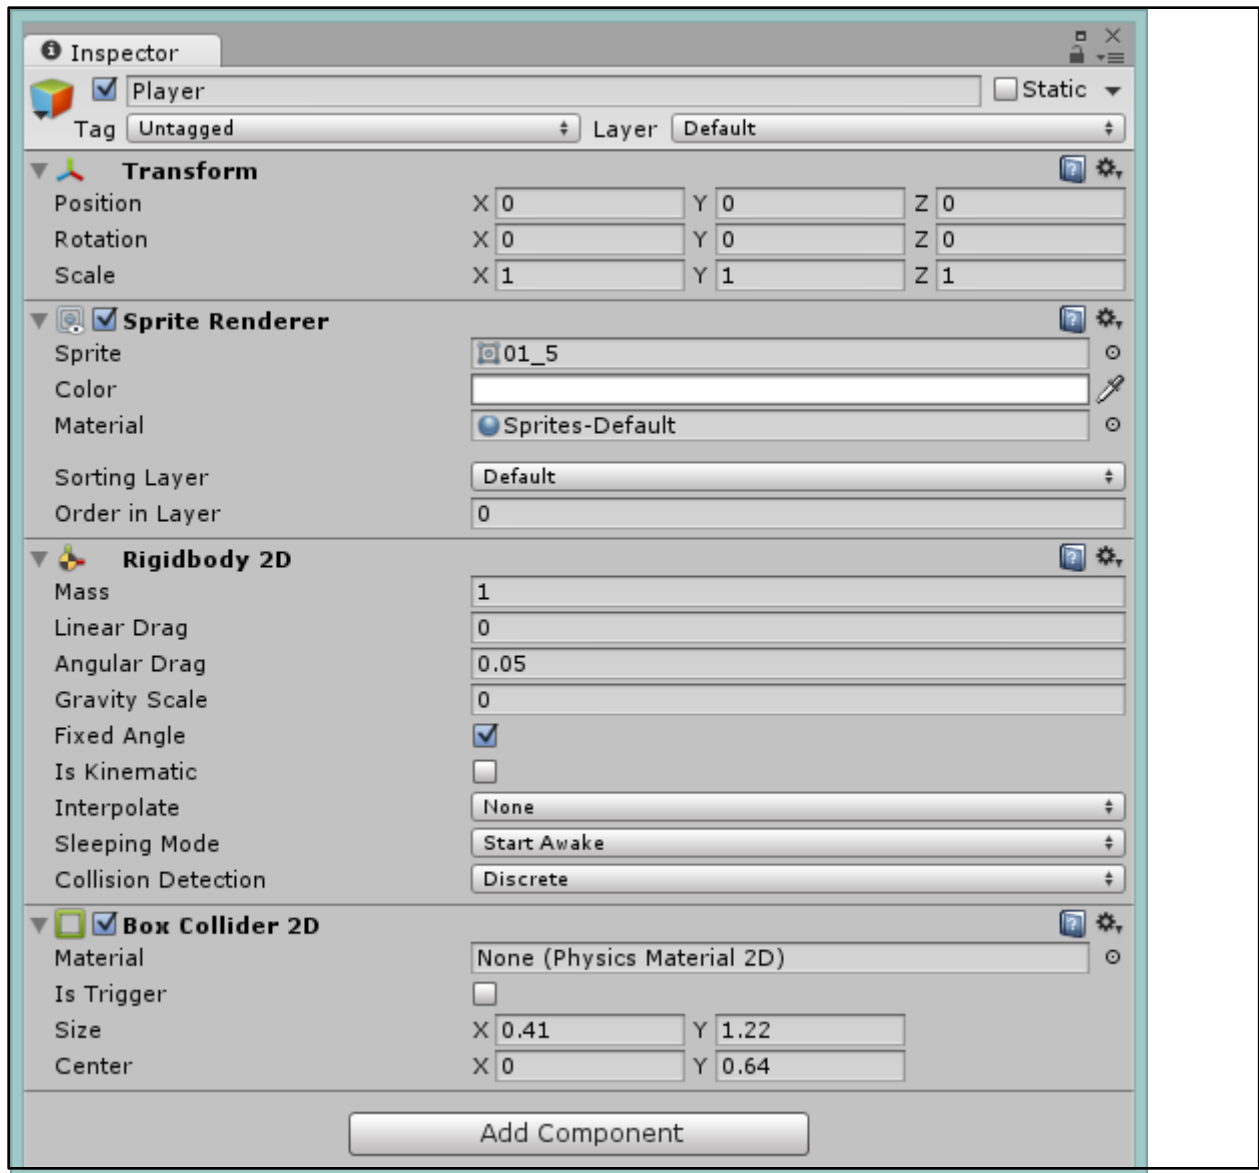 Inspector
Player Static
Tag Untagged Layer Default
Transform
Position X 0 Y 0 Z 0
Rotation X 0 Y 0 Z 0
Scale X 1 Y 1 Z 1
Sprite Renderer
Sprite 01_5
Color
Material Sprites-Default
Sorting Layer Default
Order in Layer 0
Rigidbody 2D
Mass 1
Linear Drag 0
Angular Drag 0.05
Gravity Scale 0
Fixed Angle
Is Kinematic
Interpolate None
Sleeping Mode Start Awake
Collision Detection Discrete
Box Collider 2D
Material None (Physics Material 2D)
Is Trigger
Size X 0.41 Y 1.22
Center X 0 Y 0.64
Add Component